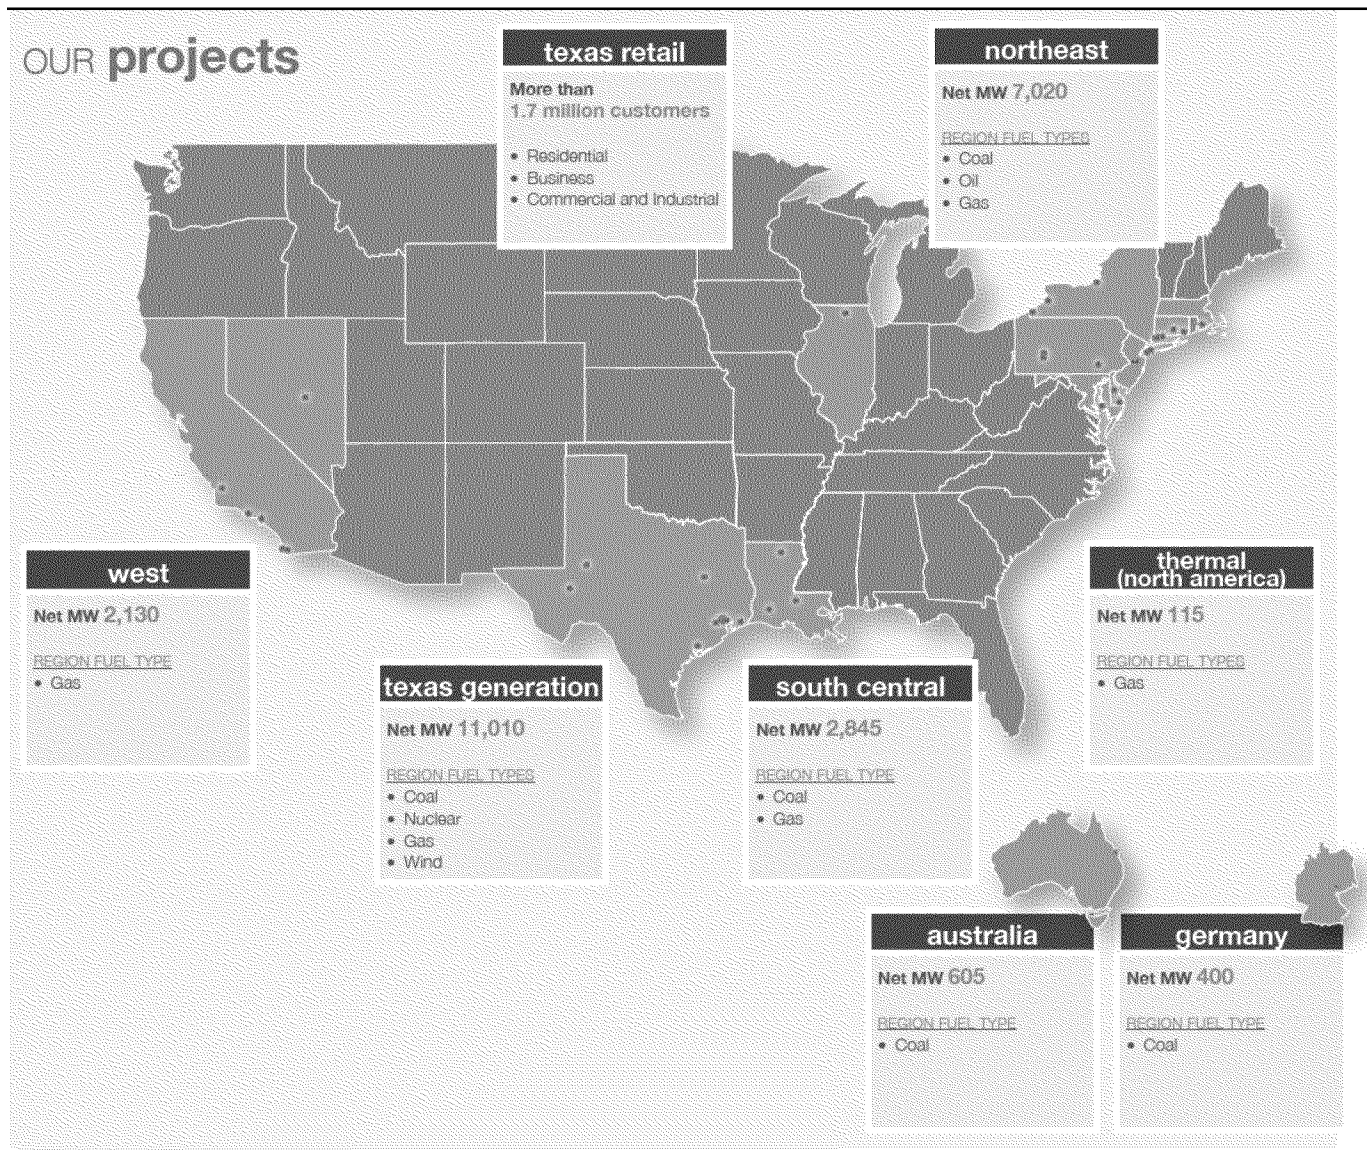 OUR projects
texas retail
More than
1.7 million customers
• Residential
• Business
• Commercial and Industrial
northeast
Net MW 7,020
REGION FUEL TYPES
• Coal
• Oil
• Gas
west
Net MW 2,130
REGION FUEL TYPE
• Gas
texas generation
Net MW 11,010
REGION FUEL TYPES
• Coal
• Nuclear
• Gas
• Wind
south central
Net MW 2,845
REGION FUEL TYPE
• Coal
• Gas
thermal
(north america)
Net MW 115
REGION FUEL TYPES
• Gas
australia
Net MW 605
REGION FUEL TYPE
• Coal
germany
Net MW 400
REGION FUEL TYPE
• Coal